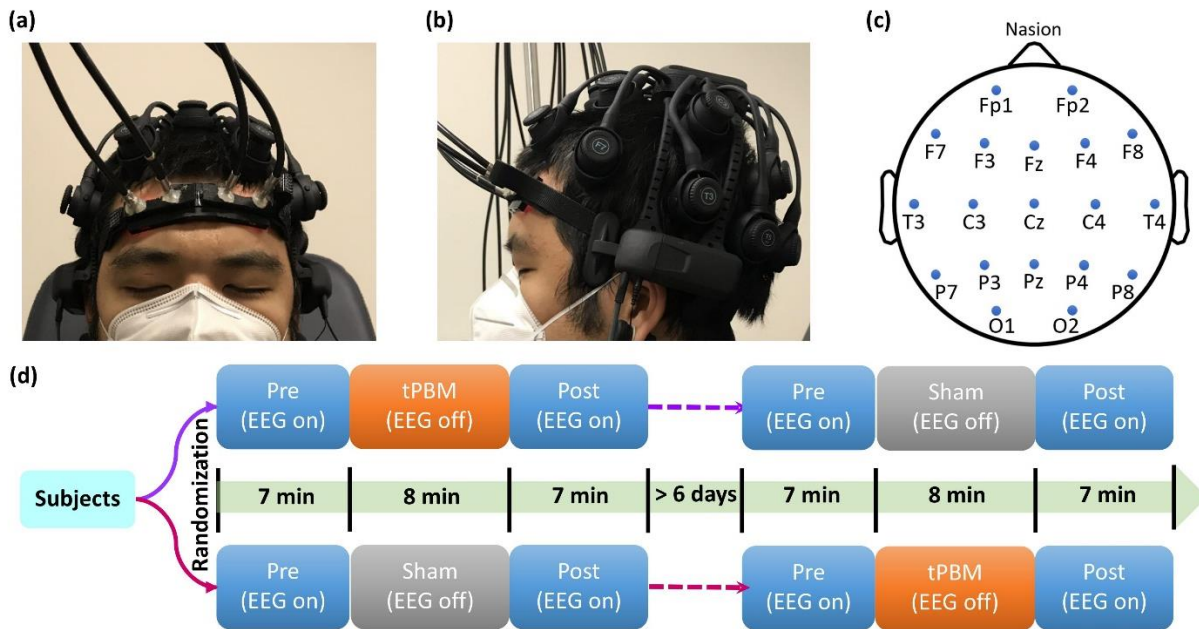 (a)
(b)
F7
T3
(c)
Nasion
Fp1 Fp2
F7 F3 Fz F4 F8
T3 C3 Cz C4 T4
P7 P3 Pz P4 P8
O1 O2
(d)
Subjects
Randomization
Pre
(EEG on)
tPBM
(EEG off)
Post
(EEG on)
Pre
(EEG on)
Sham
(EEG off)
Post
(EEG on)
7 min
8 min
7 min
> 6 days
7 min
8 min
7 min
Pre
(EEG on)
Sham
(EEG off)
Post
(EEG on)
Pre
(EEG on)
tPBM
(EEG off)
Post
(EEG on)